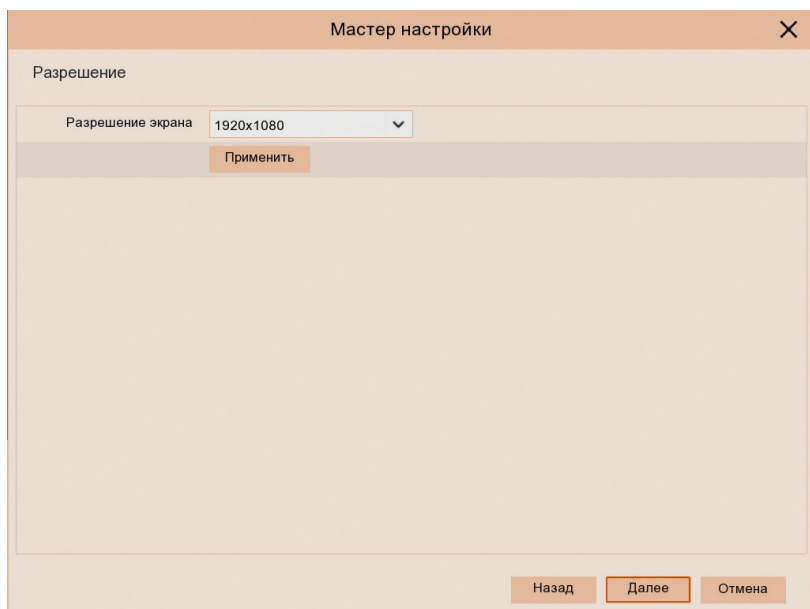 Мастер настройки
Разрешение
Разрешение экрана 1920x1080
Применить
Назад Далее Отмена